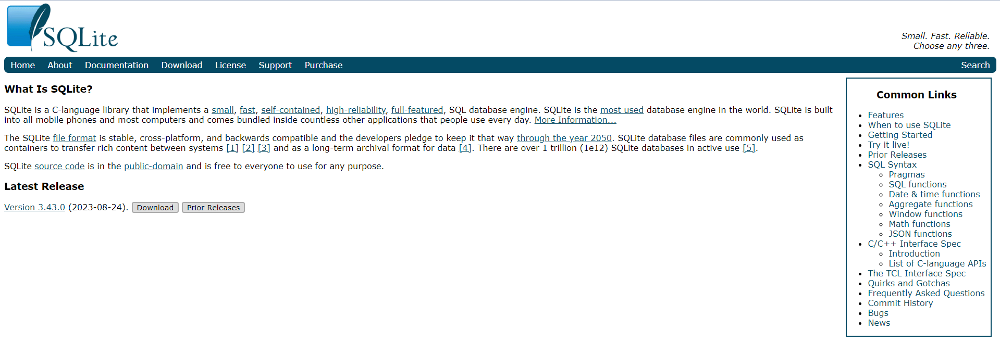 SQLite
Small. Fast. Reliable.
Choose any three.
Home About Documentation Download License Support Purchase Search
What Is SQLite?
SQLite is a C-language library that implements a small, fast, self-contained, high-reliability, full-featured, SQL database engine. SQLite is the most used database engine in the world. SQLite is built
into all mobile phones and most computers and comes bundled inside countless other applications that people use every day. More Information...
The SQLite file format is stable, cross-platform, and backwards compatible and the developers pledge to keep it that way through the year 2050. SQLite database files are commonly used as
containers to transfer rich content between systems [1] [2] [3] and as a long-term archival format for data [4]. There are over 1 trillion (1e12) SQLite databases in active use [5].
SQLite source code is in the public-domain and is free to everyone to use for any purpose.
Latest Release
Version 3.43.0 (2023-08-24). Download Prior Releases
Common Links
Features
When to use SQLite
Getting Started
Try it live!
Prior Releases
SQL Syntax
Pragmas
SQL functions
Date & time functions
Aggregate functions
Window functions
Math functions
JSON functions
C/C++ Interface Spec
Introduction
List of C-language APIs
The TCL Interface Spec
Quirks and Gotchas
Frequently Asked Questions
Commit History
Bugs
News